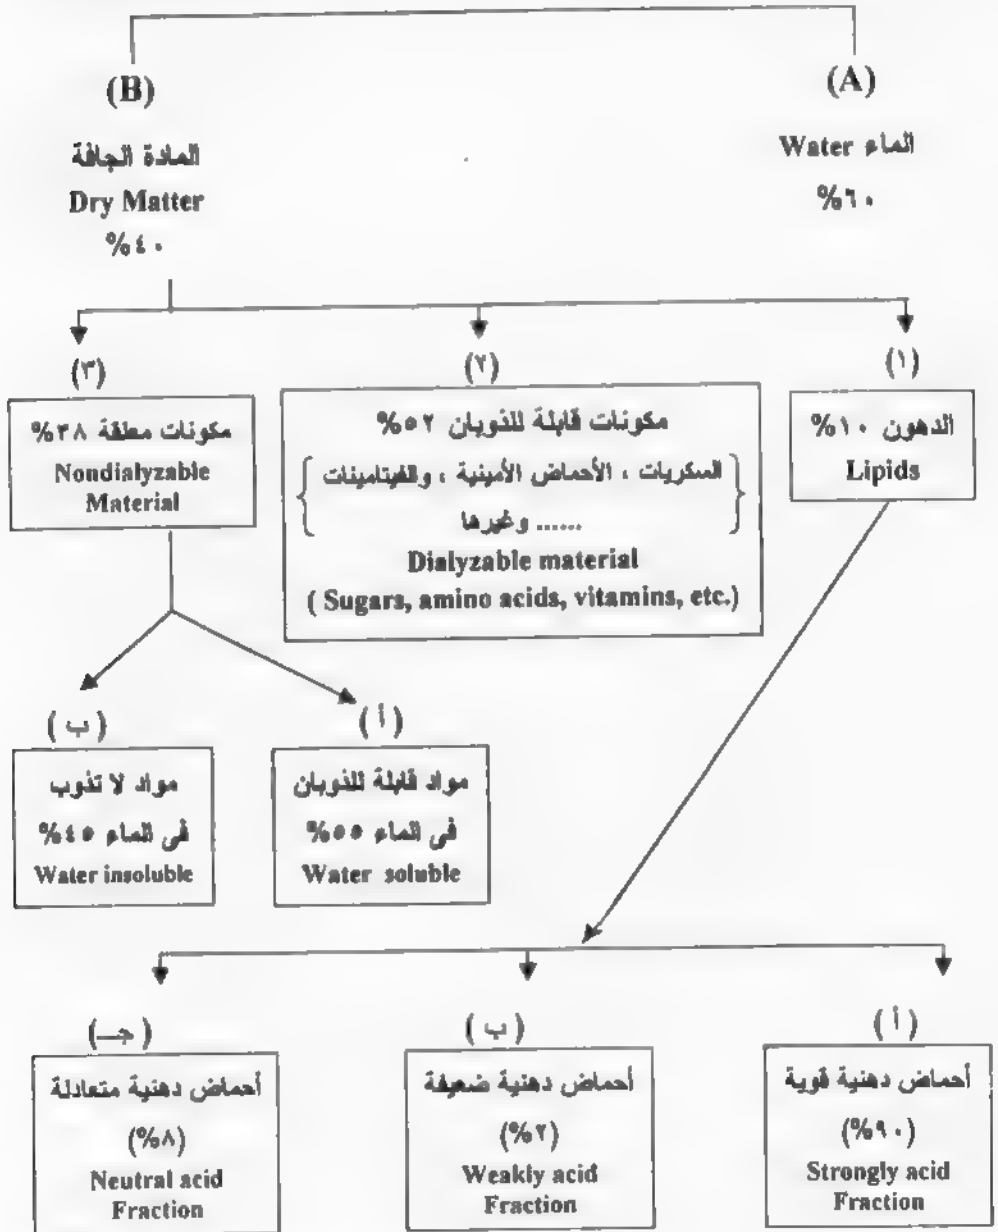 (A)
الماء Water
%٦٠
(B)
المادة الجافة
Dry Matter
%٤٠
(١)
الدهون ١٠%
Lipids
(٢)
مكونات قابلة للذوبان ٥٢%
السكريات ، الأحماض الأمينية ، والفيتامينات
...... وغيرها
Dialyzable material
( Sugars, amino acids, vitamins, etc.)
(٣)
مكونات معلقة ٣٨%
Nondialyzable
Material
(أ)
مواد قابلة للذوبان
فى الماء ٥٥%
Water soluble
(ب)
مواد لا تذوب
فى الماء ٤٥%
Water insoluble
(أ)
أحماض دهنية قوية
(%٩٠)
Strongly acid
Fraction
(ب)
أحماض دهنية ضعيفة
(%٢)
Weakly acid
Fraction
(جـ)
أحماض دهنية متعادلة
(%٨)
Neutral acid
Fraction